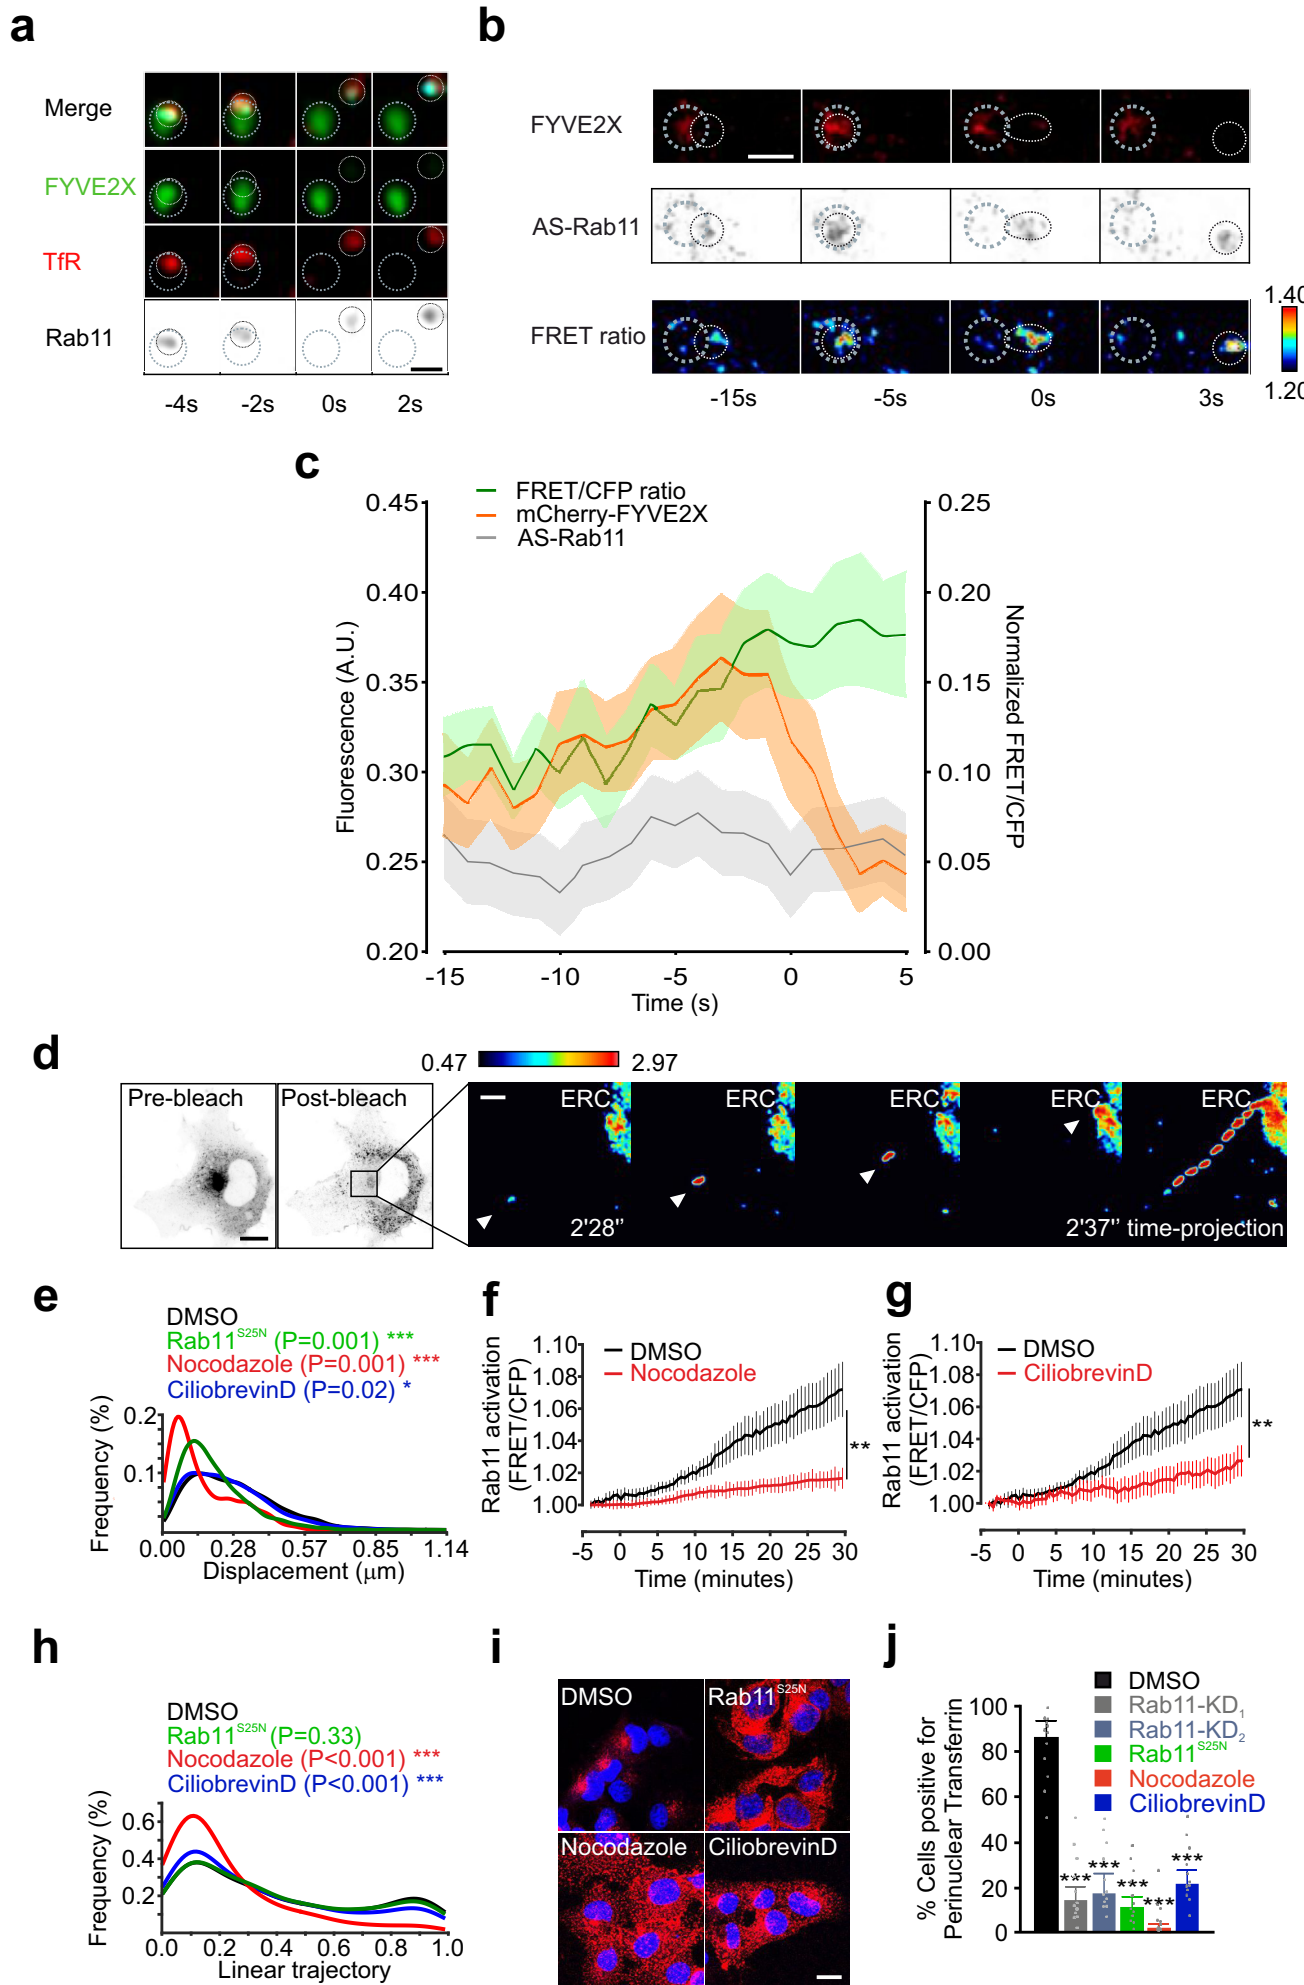 a
Merge
FYVE2X
TfR
Rab11
-4s -2s 0s 2s
b
FYVE2X
AS-Rab11
FRET ratio
1.40
1.20
-15s -5s 0s 3s
c
FRET/CFP ratio
mCherry-FYVE2X
AS-Rab11
Fluorescence (A.U.)
0.45
0.40
0.35
0.30
0.25
0.20
Normalized FRET/CFP
0.25
0.20
0.15
0.10
0.05
0.00
-15 -10 -5 0 5
Time (s)
d
0.47 2.97
Pre-bleach
Post-bleach
ERC ERC ERC ERC ERC
2'28'' 2'37'' time-projection
e
DMSO
Rab11S25N (P=0.001) ***
Nocodazole (P=0.001) ***
CiliobrevinD (P=0.02) *
Frequency (%)
0.2
0.1
0.00 0.28 0.57 0.85 1.14
Displacement (μm)
f
Rab11 activation
(FRET/CFP)
DMSO
Nocodazole
1.10
1.08
1.06
1.04
1.02
1.00
**
-5 0 5 10 15 20 25 30
Time (minutes)
g
Rab11 activation
(FRET/CFP)
DMSO
CiliobrevinD
1.10
1.08
1.06
1.04
1.02
1.00
**
-5 0 5 10 15 20 25 30
Time (minutes)
h
DMSO
Rab11S25N (P=0.33)
Nocodazole (P<0.001) ***
CiliobrevinD (P<0.001) ***
Frequency (%)
0.6
0.4
0.2
0.0 0.2 0.4 0.6 0.8 1.0
Linear trajectory
i
DMSO
Rab11S25N
Nocodazole
CiliobrevinD
j
DMSO
Rab11-KD1
Rab11-KD2
Rab11S25N
Nocodazole
CiliobrevinD
% Cells positive for
Perinuclear Transferrin
100
80
60
40
20
0
*** *** *** *** ***